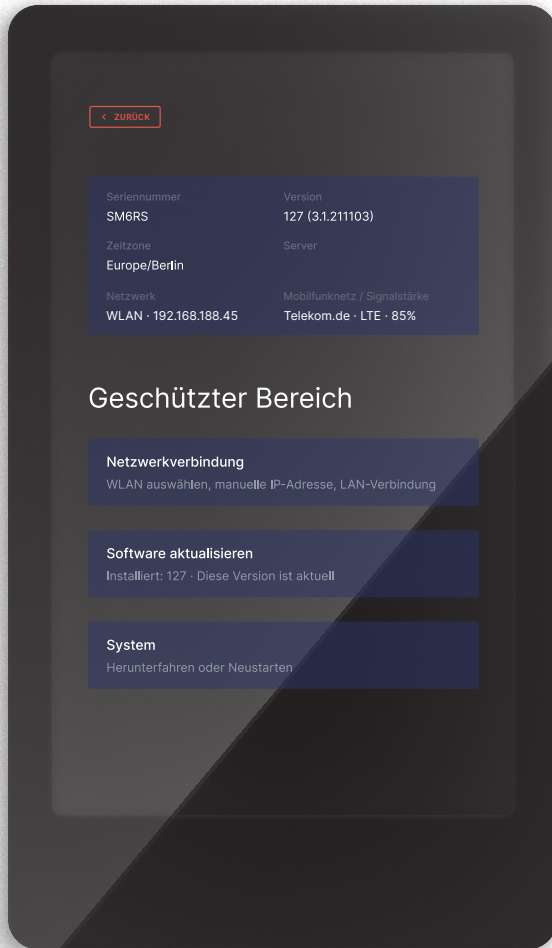 < ZURÜCK
Seriennummer
SM6RS
Version
127 (3.1.211103)
Zeitzone
Europe/Berlin
Server
Netzwerk
WLAN · 192.168.188.45
Mobilfunknetz / Signalstärke
Telekom.de · LTE · 85%
Geschützter Bereich
Netzwerkverbindung
WLAN auswählen, manuelle IP-Adresse, LAN-Verbindung
Software aktualisieren
Installiert: 127 · Diese Version ist aktuell
System
Herunterfahren oder Neustarten